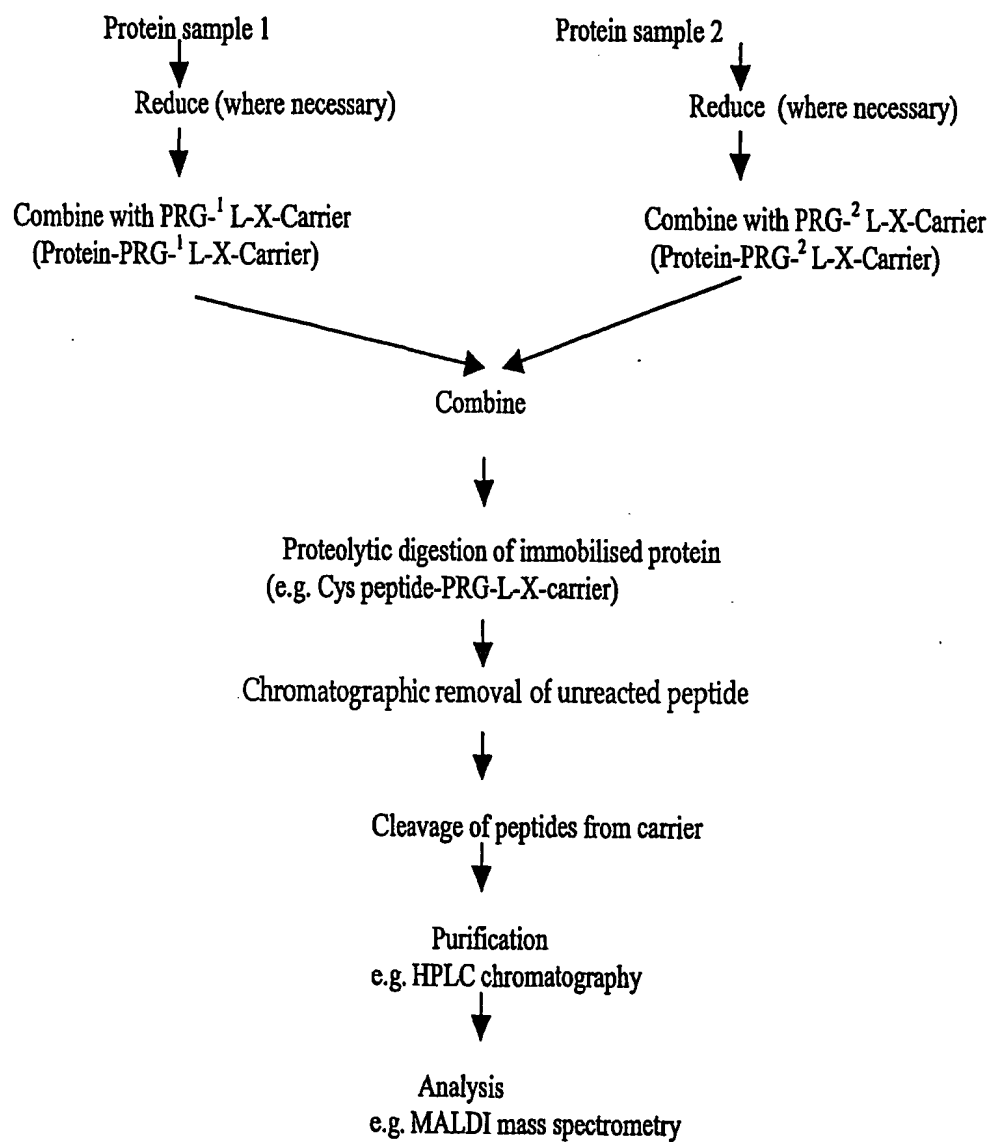 Protein sample 1
Protein sample 2
Reduce (where necessary)
Reduce (where necessary)
Combine with PRG-¹ L-X-Carrier
(Protein-PRG-¹ L-X-Carrier)
Combine with PRG-² L-X-Carrier
(Protein-PRG-² L-X-Carrier)
Combine
Proteolytic digestion of immobilised protein
(e.g. Cys peptide-PRG-L-X-carrier)
Chromatographic removal of unreacted peptide
Cleavage of peptides from carrier
Purification
e.g. HPLC chromatography
Analysis
e.g. MALDI mass spectrometry